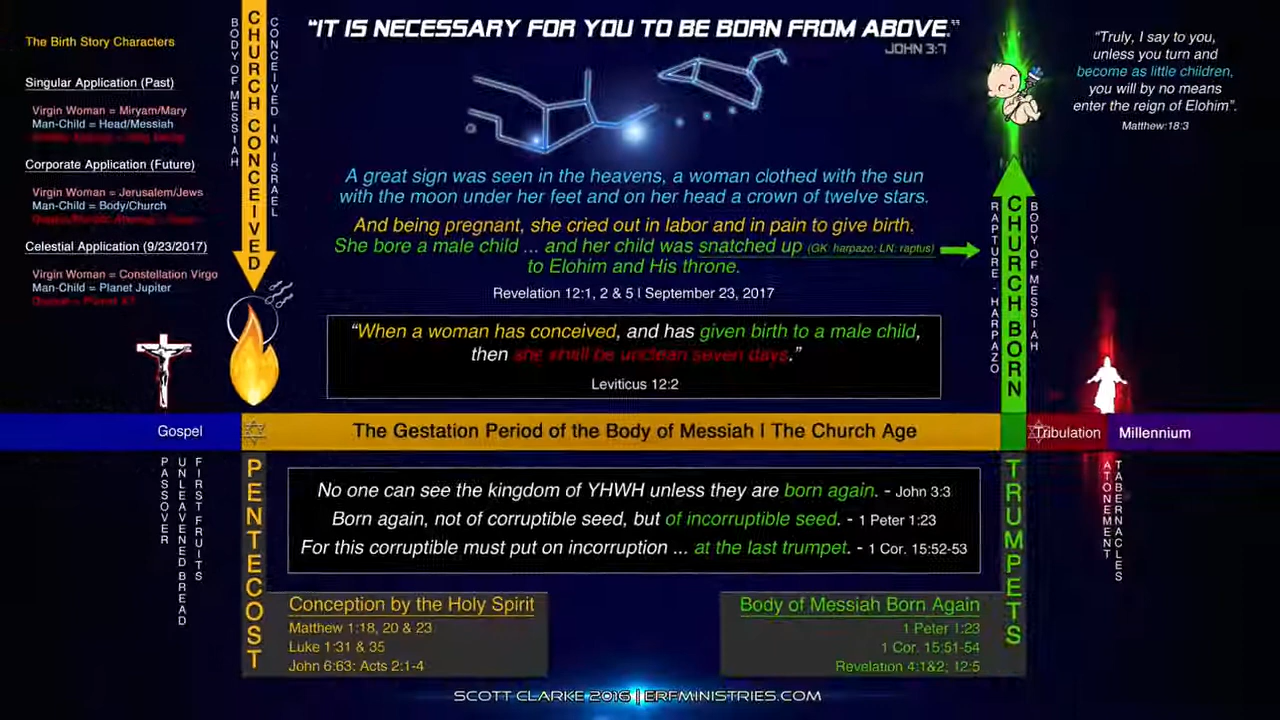 The Birth Story Characters
Singular Application (Past)
Virgin Woman = Miryam/Mary
Man-Child = Head/Messiah
Corporate Application (Future)
Virgin Woman = Jerusalem/Jews
Man-Child = Body/Church
Celestial Application (9/23/2017)
Virgin Woman = Constellation Virgo
Man-Child = Planet Jupiter
BODY OF MESSIAH
CHURCH CONCEIVED
CONCEIVED IN ISRAEL
“IT IS NECESSARY FOR YOU TO BE BORN FROM ABOVE.”
JOHN 3:7
A great sign was seen in the heavens, a woman clothed with the sun
with the moon under her feet and on her head a crown of twelve stars.
And being pregnant, she cried out in labor and in pain to give birth.
She bore a male child ... and her child was snatched up (GK: harpazo; LN: raptus)
to Elohim and His throne.
Revelation 12:1, 2 & 5 | September 23, 2017
“When a woman has conceived, and has given birth to a male child,
then she shall be unclean seven days.”
Leviticus 12:2
“Truly, I say to you,
unless you turn and
become as little children,
you will by no means
enter the reign of Elohim”.
Matthew:18:3
RAPTURE - HARPAZO
CHURCH BORN
BODY OF MESSIAH
Gospel
The Gestation Period of the Body of Messiah | The Church Age
Tribulation
Millennium
PASSOVER
UNLEAVENED BREAD
FIRST FRUITS
PENTECOST
No one can see the kingdom of YHWH unless they are born again. - John 3:3
Born again, not of corruptible seed, but of incorruptible seed. - 1 Peter 1:23
For this corruptible must put on incorruption ... at the last trumpet. - 1 Cor. 15:52-53
TRUMPETS
ATONEMENT
TABERNACLES
Conception by the Holy Spirit
Matthew 1:18, 20 & 23
Luke 1:31 & 35
John 6:63; Acts 2:1-4
Body of Messiah Born Again
1 Peter 1:23
1 Cor. 15:51-54
Revelation 4:1&2; 12:5
SCOTT CLARKE 2016 | ERFMINISTRIES.COM